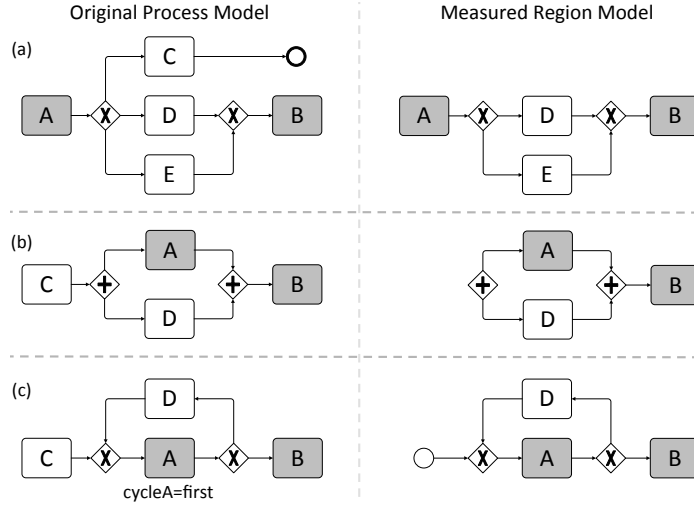 Original Process Model Measured Region Model
(a)
C
A X D X B A X D X B
E E
(b)
A A
C + + B + + B
D D
(c)
D D
C X A X B X A X B
cycleA=first